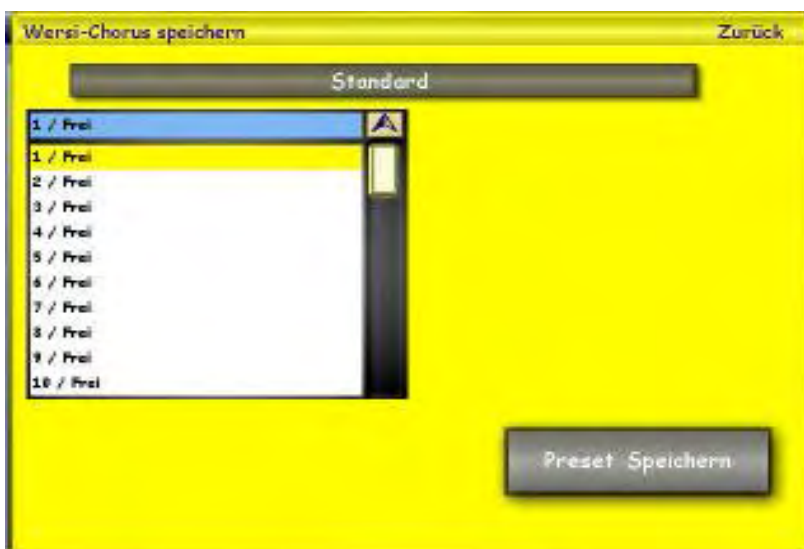 Wersi-Chorus speichern Zurück
Standard
1 / Frei
1 / Frei
2 / Frei
3 / Frei
4 / Frei
5 / Frei
6 / Frei
7 / Frei
8 / Frei
9 / Frei
10 / Frei
Preset Speichern